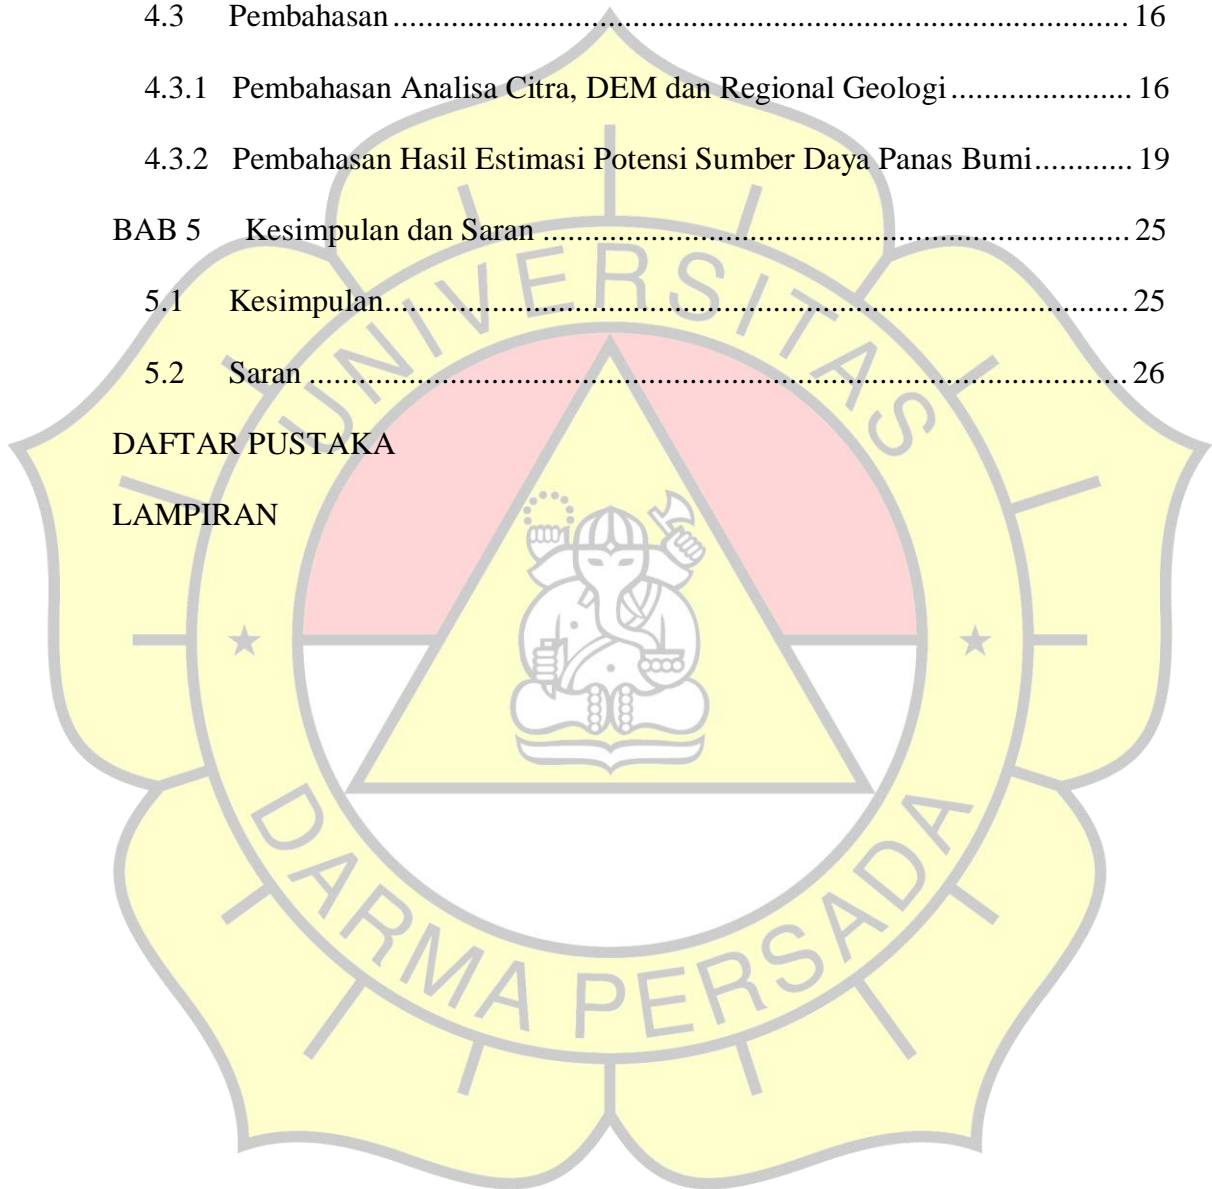 4.3 Pembahasan ........................................................................................... 16
4.3.1 Pembahasan Analisa Citra, DEM dan Regional Geologi ...................... 16
4.3.2 Pembahasan Hasil Estimasi Potensi Sumber Daya Panas Bumi............ 19
BAB 5 Kesimpulan dan Saran ......................................................................... 25
5.1 Kesimpulan............................................................................................ 25
5.2 Saran ..................................................................................................... 26
DAFTAR PUSTAKA
LAMPIRAN
UNIVERSITAS
DARMA PERSADA